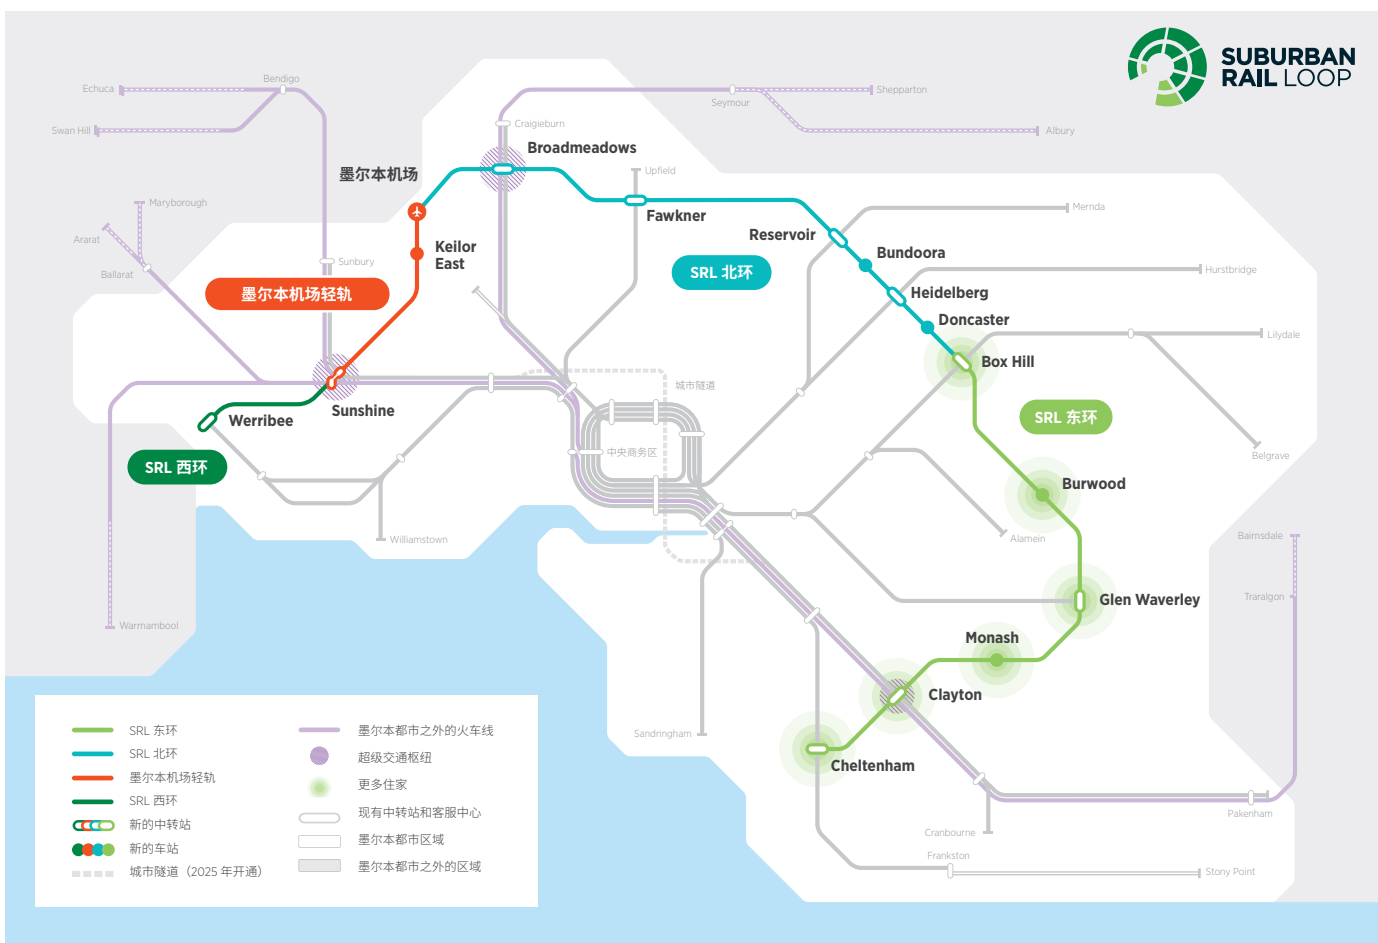 SUBURBAN
RAIL LOOP
Echuca
Bendigo
Swan Hill
Craigieburn
Seymour
Shepparton
Albury
Broadmeadows
墨尔本机场
Upfield
Maryborough
Fawkner
Mernda
Ararat
Ballarat
Sunbury
Keilor
East
Reservoir
Bundoora
SRL 北环
Hurstbridge
墨尔本机场轻轨
Heidelberg
Doncaster
Lilydale
Box Hill
城市隧道
Sunshine
Werribee
SRL 东环
中央商务区
Belgrave
SRL 西环
Burwood
Williamstown
Alamein
Bairnsdale
Traralgon
Glen Waverley
Warrnambool
Monash
Clayton
Sandringham
Cheltenham
Pakenham
Cranbourne
Frankston
Stony Point
SRL 东环
SRL 北环
墨尔本机场轻轨
SRL 西环
新的中转站
新的车站
城市隧道（2025 年开通）
墨尔本都市之外的火车线
超级交通枢纽
更多住家
现有中转站和客服中心
墨尔本都市区域
墨尔本都市之外的区域